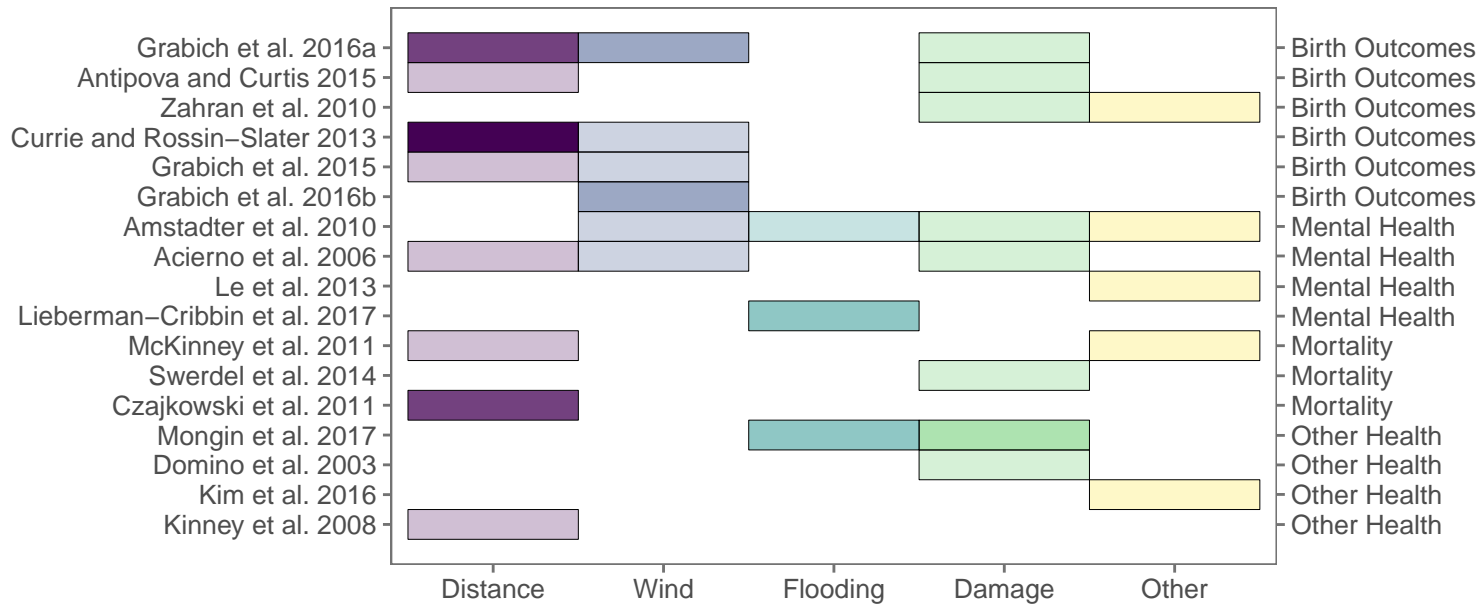 Grabich et al. 2016a Birth Outcomes
Antipova and Curtis 2015 Birth Outcomes
Zahran et al. 2010 Birth Outcomes
Currie and Rossin−Slater 2013 Birth Outcomes
Grabich et al. 2015 Birth Outcomes
Grabich et al. 2016b Birth Outcomes
Amstadter et al. 2010 Mental Health
Acierno et al. 2006 Mental Health
Le et al. 2013 Mental Health
Lieberman−Cribbin et al. 2017 Mental Health
McKinney et al. 2011 Mortality
Swerdel et al. 2014 Mortality
Czajkowski et al. 2011 Mortality
Mongin et al. 2017 Other Health
Domino et al. 2003 Other Health
Kim et al. 2016 Other Health
Kinney et al. 2008 Other Health
Distance Wind Flooding Damage Other